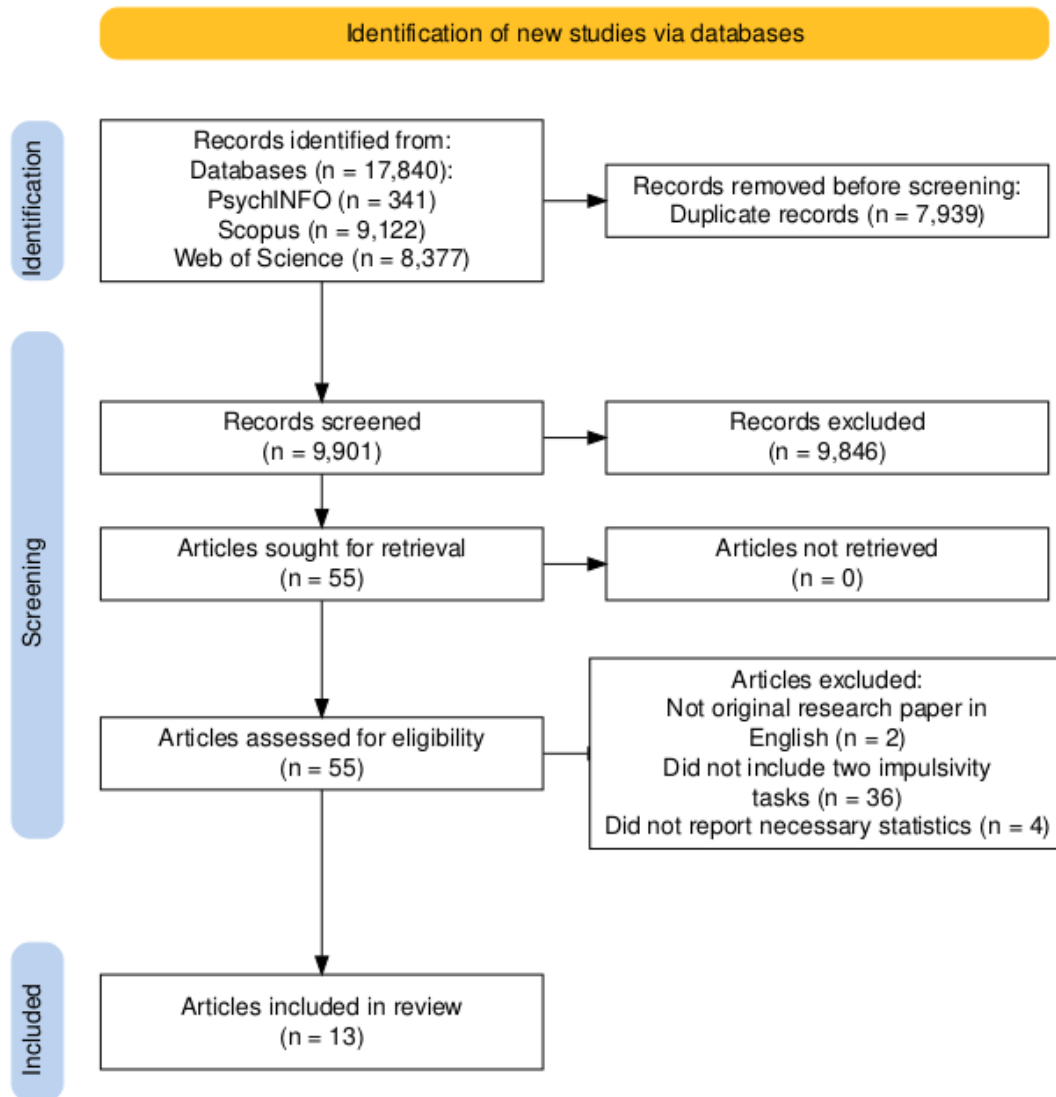 Identification of new studies via databases
Identification
Records identified from:
Databases (n = 17,840):
PsychINFO (n = 341)
Scopus (n = 9,122)
Web of Science (n = 8,377)
Records removed before screening:
Duplicate records (n = 7,939)
Screening
Records screened
(n = 9,901)
Records excluded
(n = 9,846)
Articles sought for retrieval
(n = 55)
Articles not retrieved
(n = 0)
Articles assessed for eligibility
(n = 55)
Articles excluded:
Not original research paper in
English (n = 2)
Did not include two impulsivity
tasks (n = 36)
Did not report necessary statistics (n = 4)
Included
Articles included in review
(n = 13)